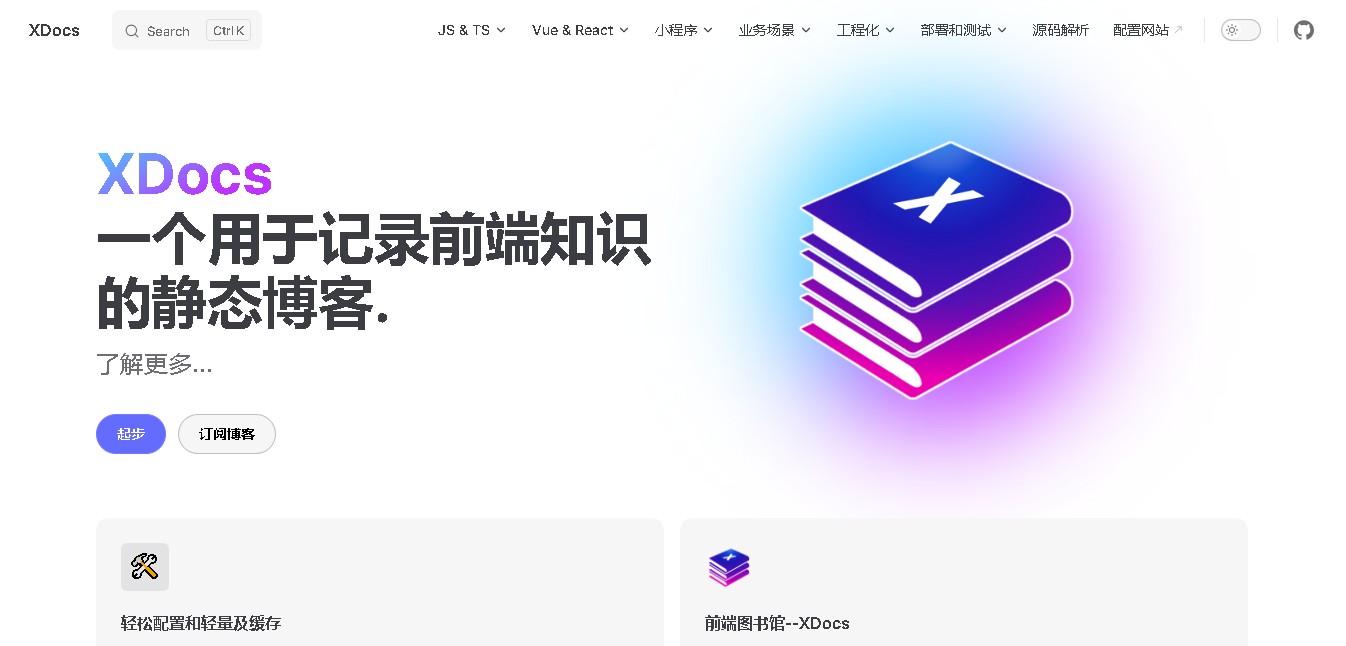 XDocs
Search Ctrl K
JS & TS
Vue & React
小程序
业务场景
工程化
部署和测试
源码解析
配置网站
XDocs
一个用于记录前端知识
的静态博客.
了解更多...
起步
订阅博客
X
轻松配置和轻量及缓存
前端图书馆--XDocs